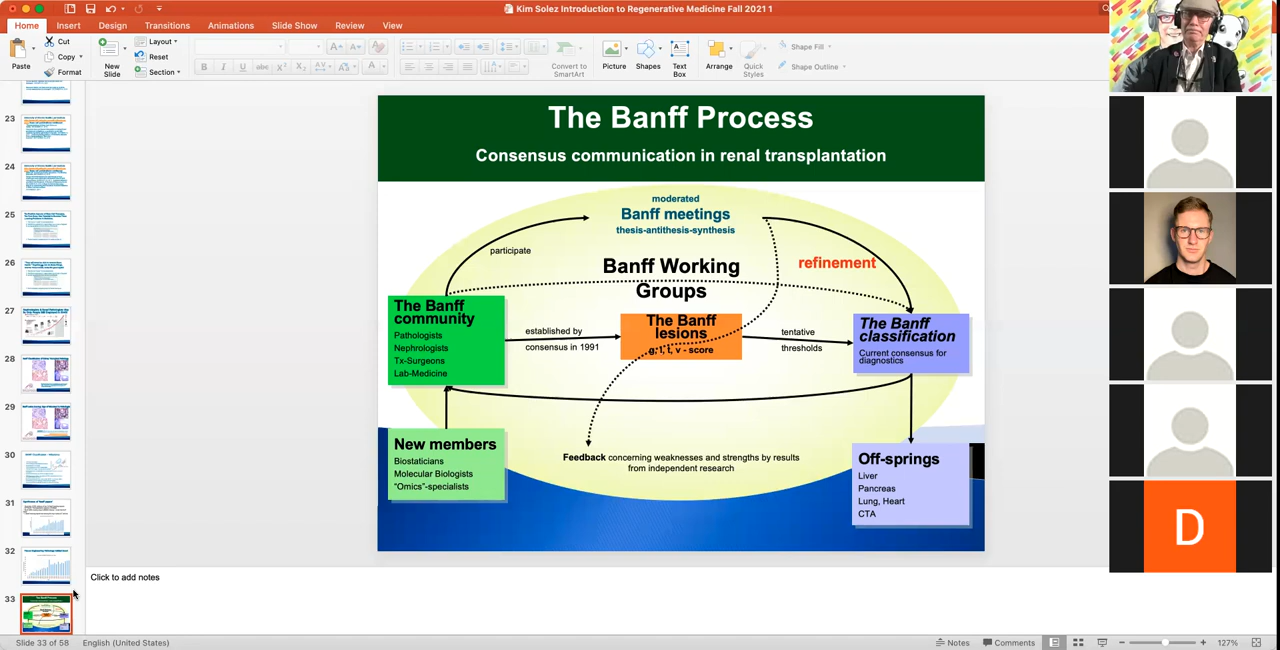 Kim Solez Introduction to Regenerative Medicine Fall 2021 1
Home Insert Design Transitions Animations Slide Show Review View
Paste
Cut
Copy
Format
New
Slide
Layout
Reset
Section
B I U abc X² X₂ AV Aa A
Convert to
SmartArt
Picture
Shapes
Text
Box
Arrange
Quick
Styles
Shape Fill
Shape Outline
23
24
25
26
27
28
29
30
31
32
33
The Banff Process
Consensus communication in renal transplantation
moderated
Banff meetings
thesis-antithesis-synthesis
participate
refinement
Banff Working
Groups
The Banff
community
Pathologists
Nephrologists
Tx-Surgeons
Lab-Medicine
established by
consensus in 1991
The Banff
lesions
g, i, t, v - score
tentative
thresholds
The Banff
classification
Current consensus for
diagnostics
New members
Biostaticians
Molecular Biologists
“Omics”-specialists
Feedback concerning weaknesses and strengths by results
from independent research
Off-springs
Liver
Pancreas
Lung, Heart
CTA
Click to add notes
D
Slide 33 of 58 English (United States) Notes Comments 127%